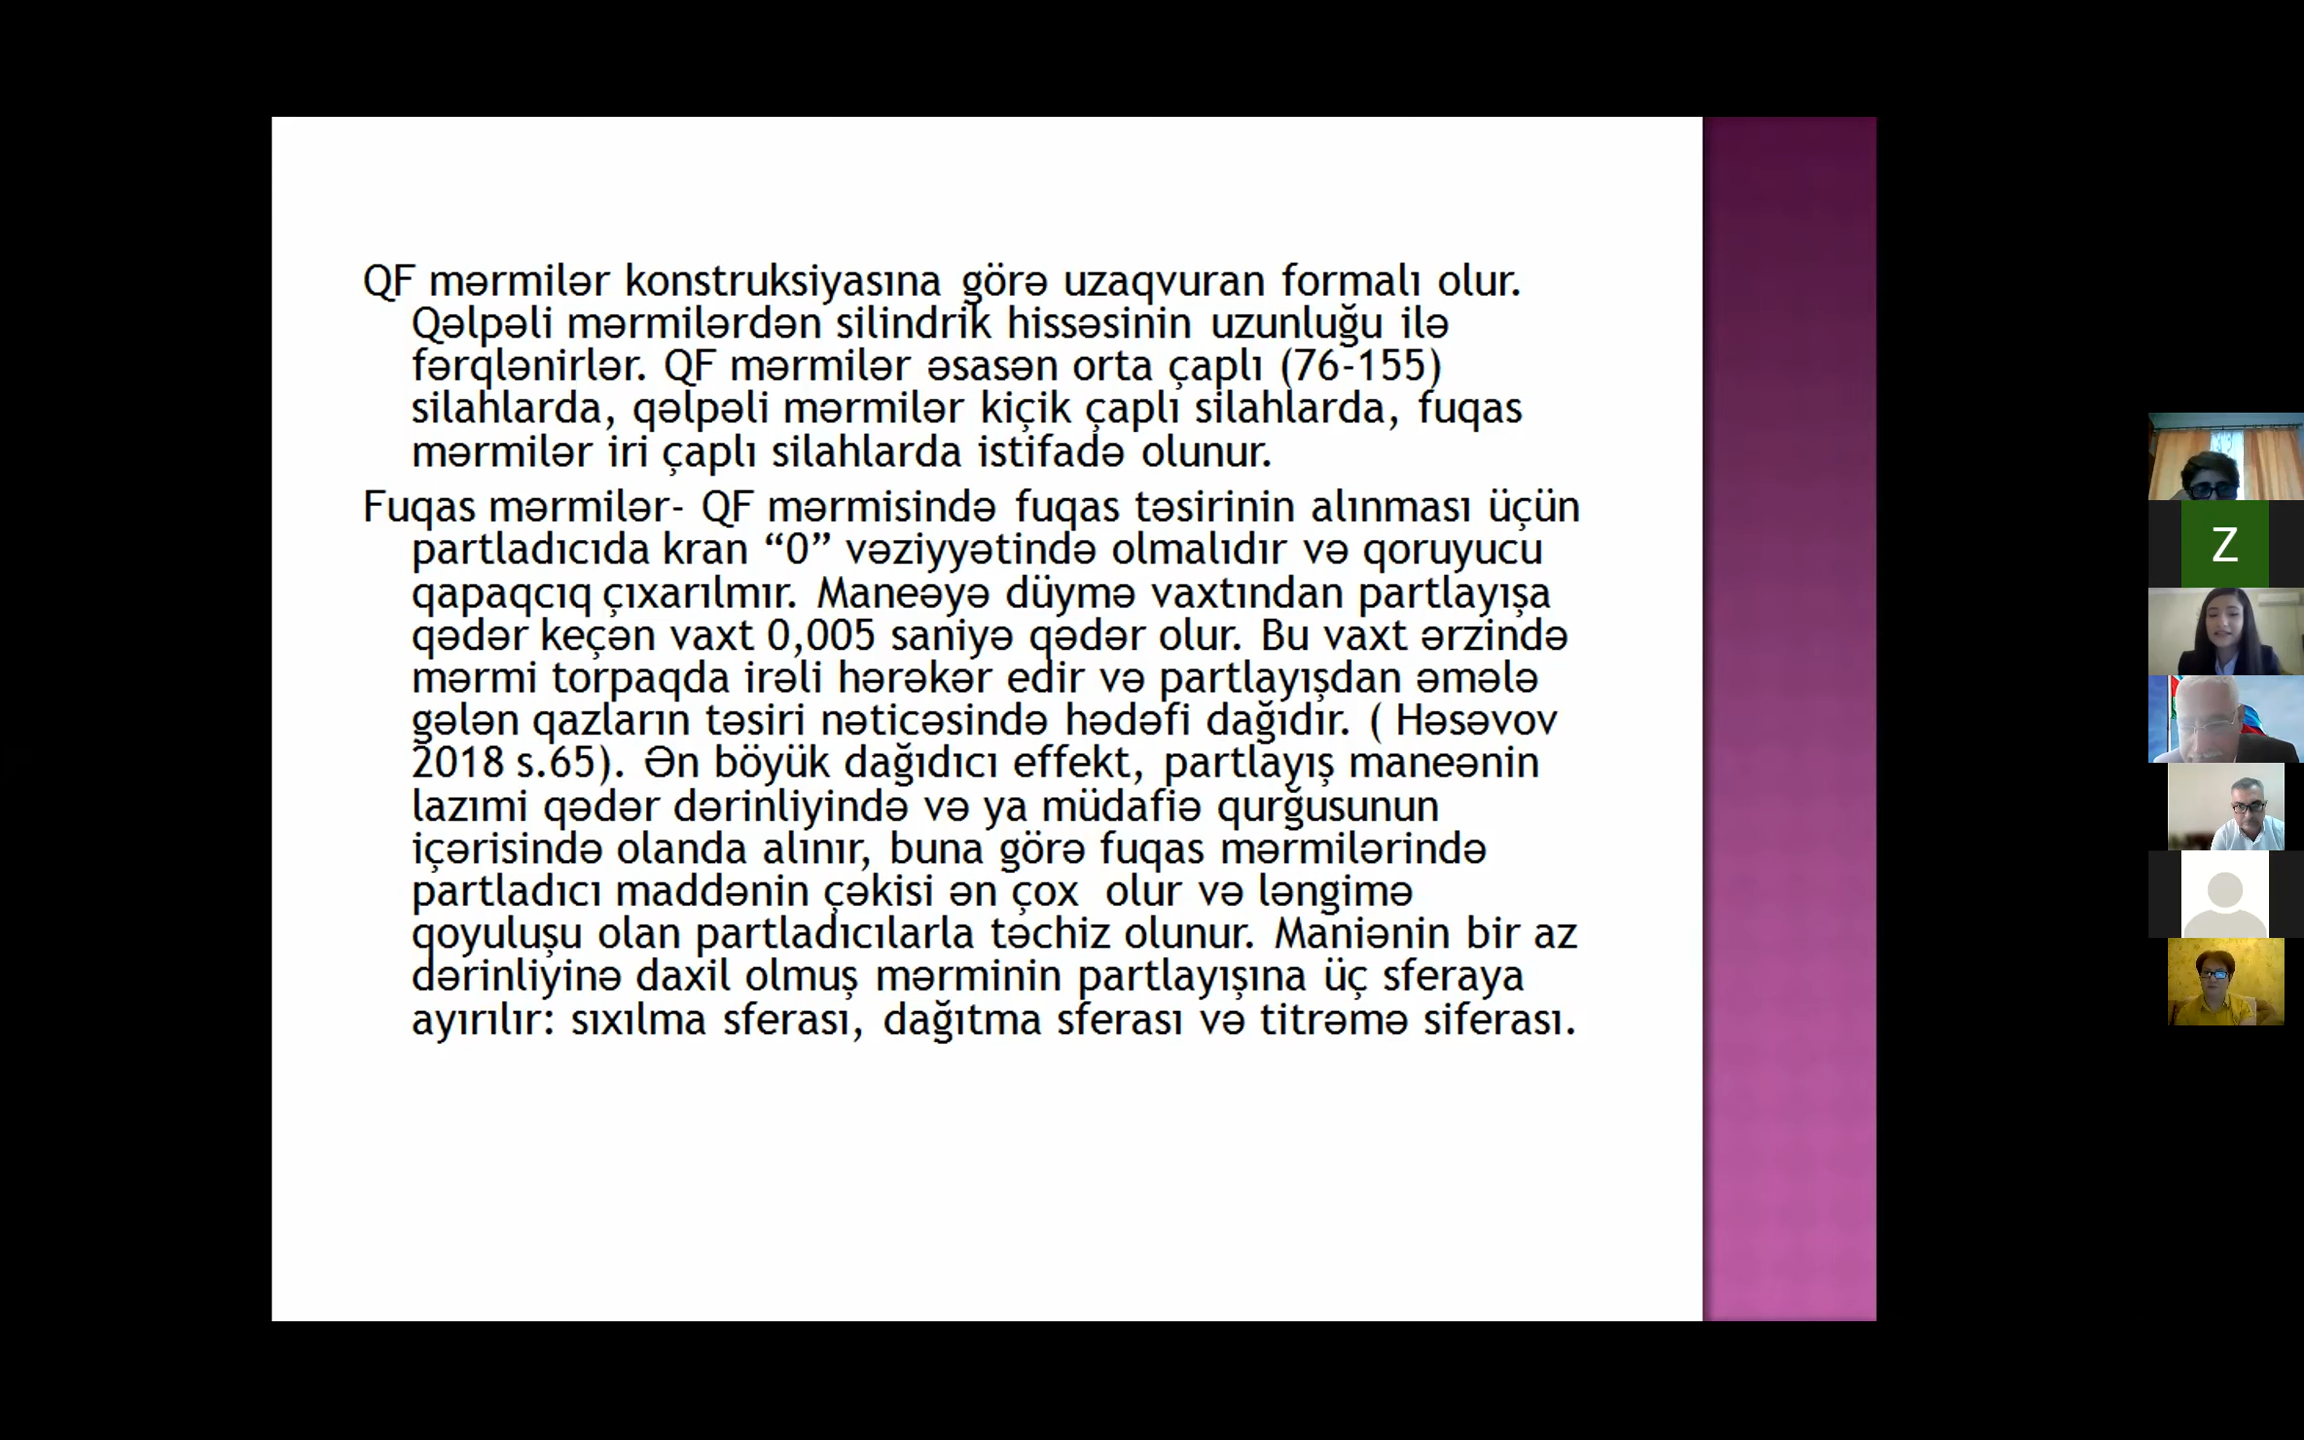 QF mərmilər konstruksiyasına görə uzaqvuran formalı olur.
Qəlpəli mərmilərdən silindrik hissəsinin uzunluğu ilə
fərqlənirlər. QF mərmilər əsasən orta çaplı (76-155)
silahlarda, qəlpəli mərmilər kiçik çaplı silahlarda, fuqas
mərmilər iri çaplı silahlarda istifadə olunur.
Fuqas mərmilər- QF mərmisində fuqas təsirinin alınması üçün
partladıcıda kran “0” vəziyyətində olmalıdır və qoruyucu
qapaqcıq çıxarılmır. Maneəyə düymə vaxtından partlayışa
qədər keçən vaxt 0,005 saniyə qədər olur. Bu vaxt ərzində
mərmi torpaqda irəli hərəkər edir və partlayışdan əmələ
gələn qazların təsiri nəticəsində hədəfi dağıdır. ( Həsəvov
2018 s.65). Ən böyük dağıdıcı effekt, partlayış maneənin
lazımi qədər dərinliyində və ya müdafiə qurğusunun
içərisində olanda alınır, buna görə fuqas mərmilərində
partladıcı maddənin çəkisi ən çox  olur və ləngimə
qoyuluşu olan partladıcılarla təchiz olunur. Maniənin bir az
dərinliyinə daxil olmuş mərminin partlayışına üç sferaya
ayırılır: sıxılma sferası, dağıtma sferası və titrəmə siferası.
Z